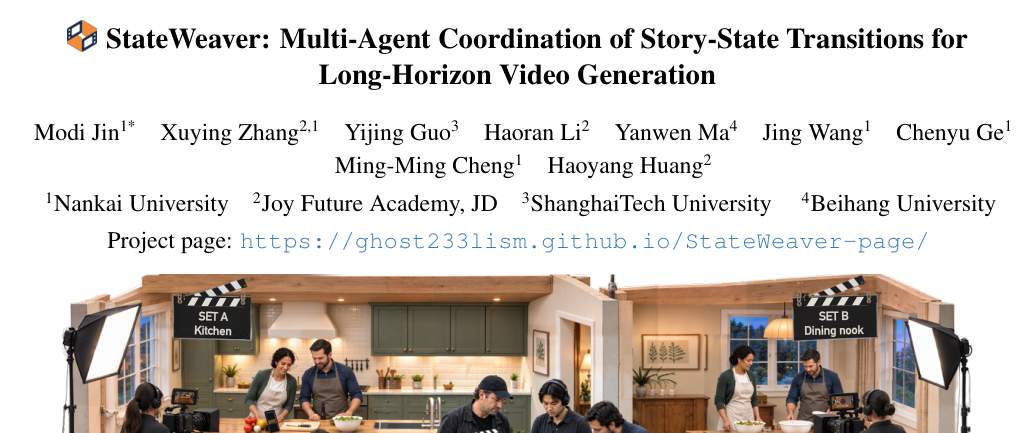 StateWeaver: Multi-Agent Coordination of Story-State Transitions for
Long-Horizon Video Generation
Modi Jin1* Xuying Zhang2,1 Yijing Guo3 Haoran Li2 Yanwen Ma4 Jing Wang1 Chenyu Ge1
Ming-Ming Cheng1 Haoyang Huang2
1Nankai University 2Joy Future Academy, JD 3ShanghaiTech University 4Beihang University
Project page: https://ghost233lism.github.io/StateWeaver-page/
SET A
Kitchen
SET B
Dining nook